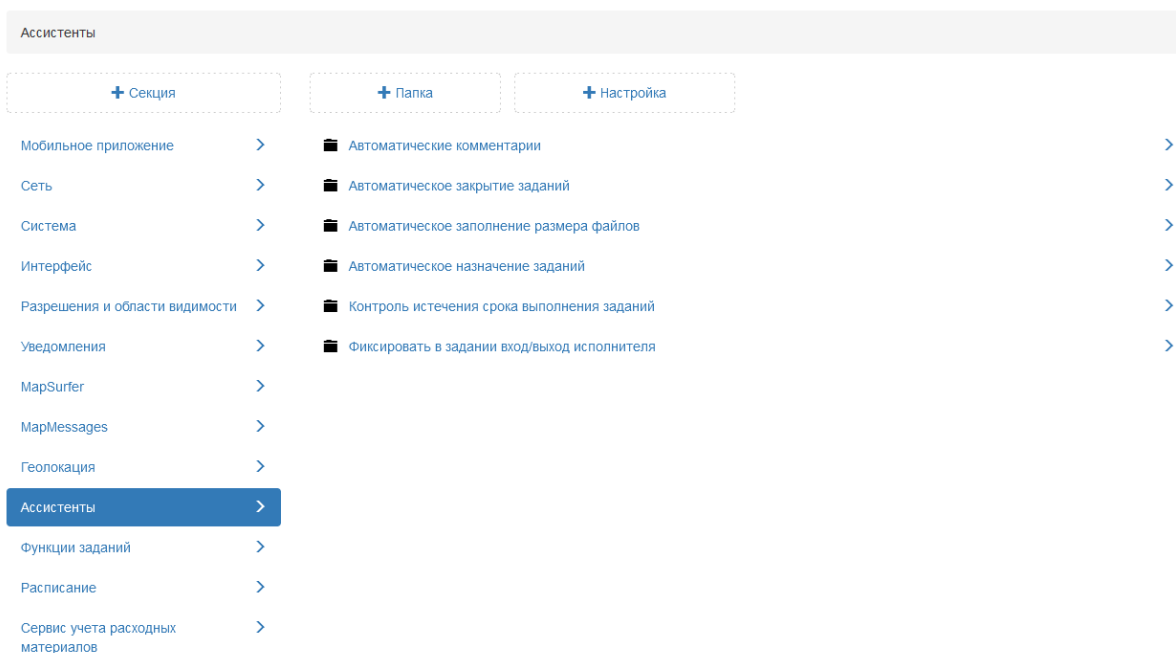 Ассистенты
+ Секция
+ Папка
+ Настройка
Мобильное приложение
Сеть
Система
Интерфейс
Разрешения и области видимости
Уведомления
MapSurfer
MapMessages
Геолокация
Ассистенты
Функции заданий
Расписание
Сервис учета расходных
материалов
Автоматические комментарии
Автоматическое закрытие заданий
Автоматическое заполнение размера файлов
Автоматическое назначение заданий
Контроль истечения срока выполнения заданий
Фиксировать в задании вход/выход исполнителя